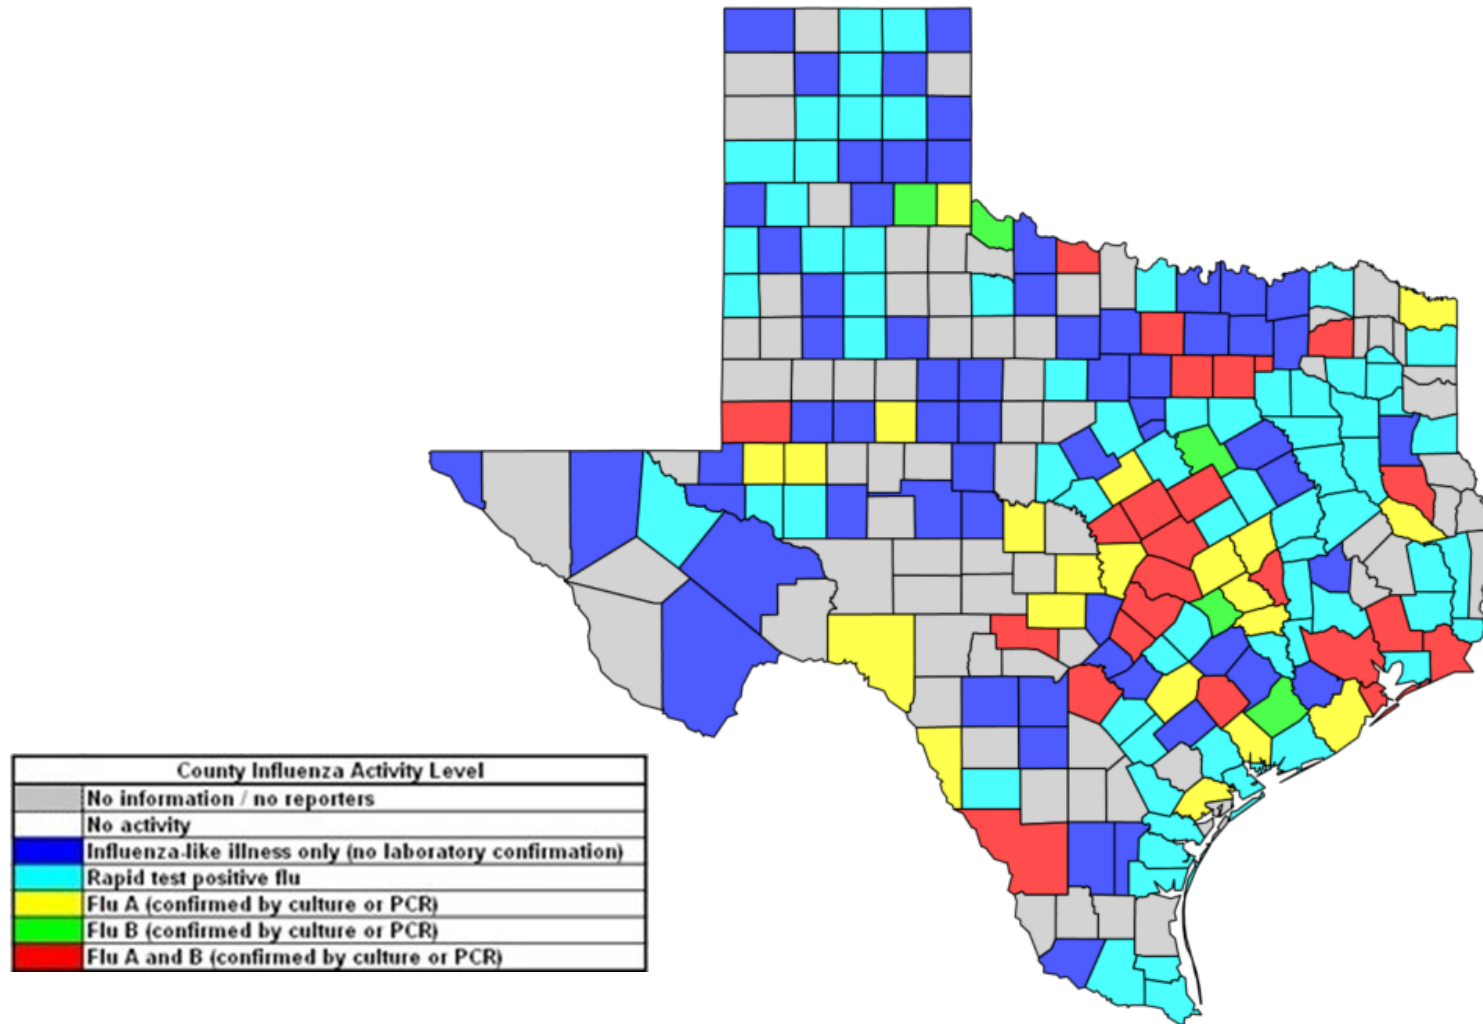 County Influenza Activity Level
No information / no reporters
No activity
Influenza-like illness only (no laboratory confirmation)
Rapid test positive flu
Flu A (confirmed by culture or PCR)
Flu B (confirmed by culture or PCR)
Flu A and B (confirmed by culture or PCR)